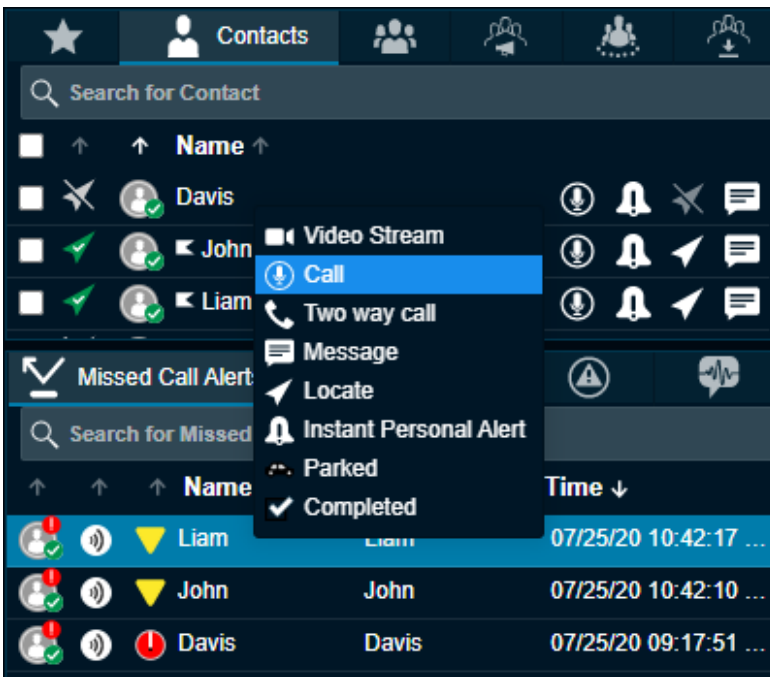 Contacts
Search for Contact
Name
Davis
John
Liam
Video Stream
Call
Two way call
Message
Locate
Instant Personal Alert
Parked
Completed
Missed Call Alert
Search for Missed
Name
Time
Liam
Liam
07/25/20 10:42:17 ...
John
John
07/25/20 10:42:10 ...
Davis
Davis
07/25/20 09:17:51 ...